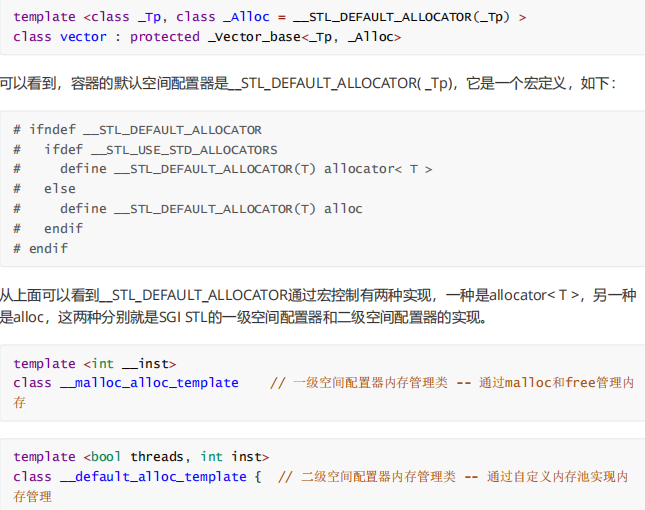 template <class _Tp, class _Alloc = __STL_DEFAULT_ALLOCATOR(_Tp) >
class vector : protected _Vector_base<_Tp, _Alloc>
可以看到，容器的默认空间配置器是__STL_DEFAULT_ALLOCATOR( _Tp)，它是一个宏定义，如下：
# ifndef __STL_DEFAULT_ALLOCATOR
#   ifdef __STL_USE_STD_ALLOCATORS
#     define __STL_DEFAULT_ALLOCATOR(T) allocator< T >
#   else
#     define __STL_DEFAULT_ALLOCATOR(T) alloc
#   endif
# endif
从上面可以看到__STL_DEFAULT_ALLOCATOR通过宏控制有两种实现，一种是allocator< T >，另一种
是alloc，这两种分别就是SGI STL的一级空间配置器和二级空间配置器的实现。
template <int __inst>
class __malloc_alloc_template    // 一级空间配置器内存管理类 -- 通过malloc和free管理内
存
template <bool threads, int inst>
class __default_alloc_template {  // 二级空间配置器内存管理类 -- 通过自定义内存池实现内
存管理